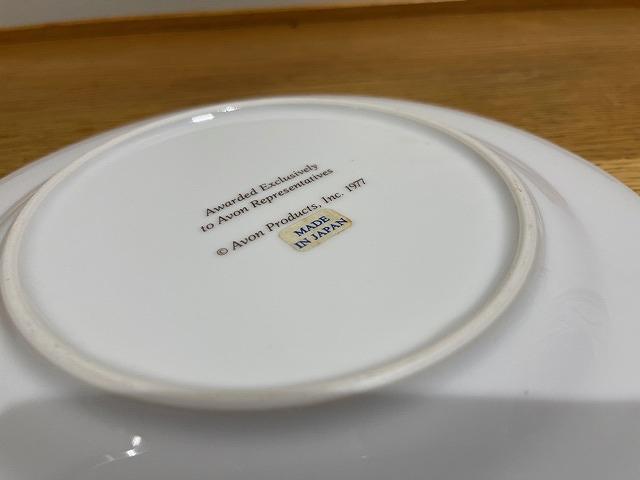 Awarded Exclusively
to Avon Representatives
© Avon Products, Inc. 1977
MADE
IN JAPAN